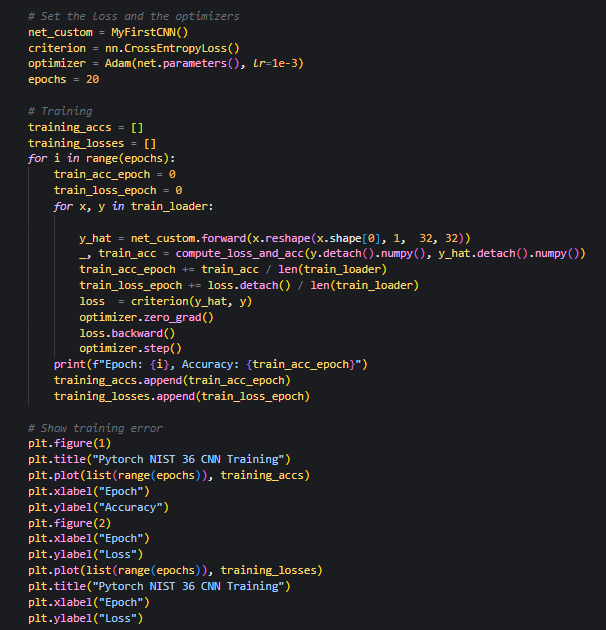 # Set the Loss and the optimizers
net_custom = MyFirstCNN()
criterion = nn.CrossEntropyLoss()
optimizer = Adam(net.parameters(), lr=1e-3)
epochs = 20

# Training
training_accs = []
training_losses = []
for i in range(epochs):
    train_acc_epoch = 0
    train_loss_epoch = 0
    for x, y in train_loader:

        y_hat = net_custom.forward(x.reshape(x.shape[0], 1,  32, 32))
        _, train_acc = compute_loss_and_acc(y.detach().numpy(), y_hat.detach().numpy())
        train_acc_epoch += train_acc / len(train_loader)
        train_loss_epoch += loss.detach() / len(train_loader)
        loss  = criterion(y_hat, y)
        optimizer.zero_grad()
        loss.backward()
        optimizer.step()
    print(f"Epoch: {i}, Accuracy: {train_acc_epoch}")
    training_accs.append(train_acc_epoch)
    training_losses.append(train_loss_epoch)

# Show training error
plt.figure(1)
plt.title("Pytorch NIST 36 CNN Training")
plt.plot(list(range(epochs)), training_accs)
plt.xlabel("Epoch")
plt.ylabel("Accuracy")
plt.figure(2)
plt.xlabel("Epoch")
plt.ylabel("Loss")
plt.plot(list(range(epochs)), training_losses)
plt.title("Pytorch NIST 36 CNN Training")
plt.xlabel("Epoch")
plt.ylabel("Loss")